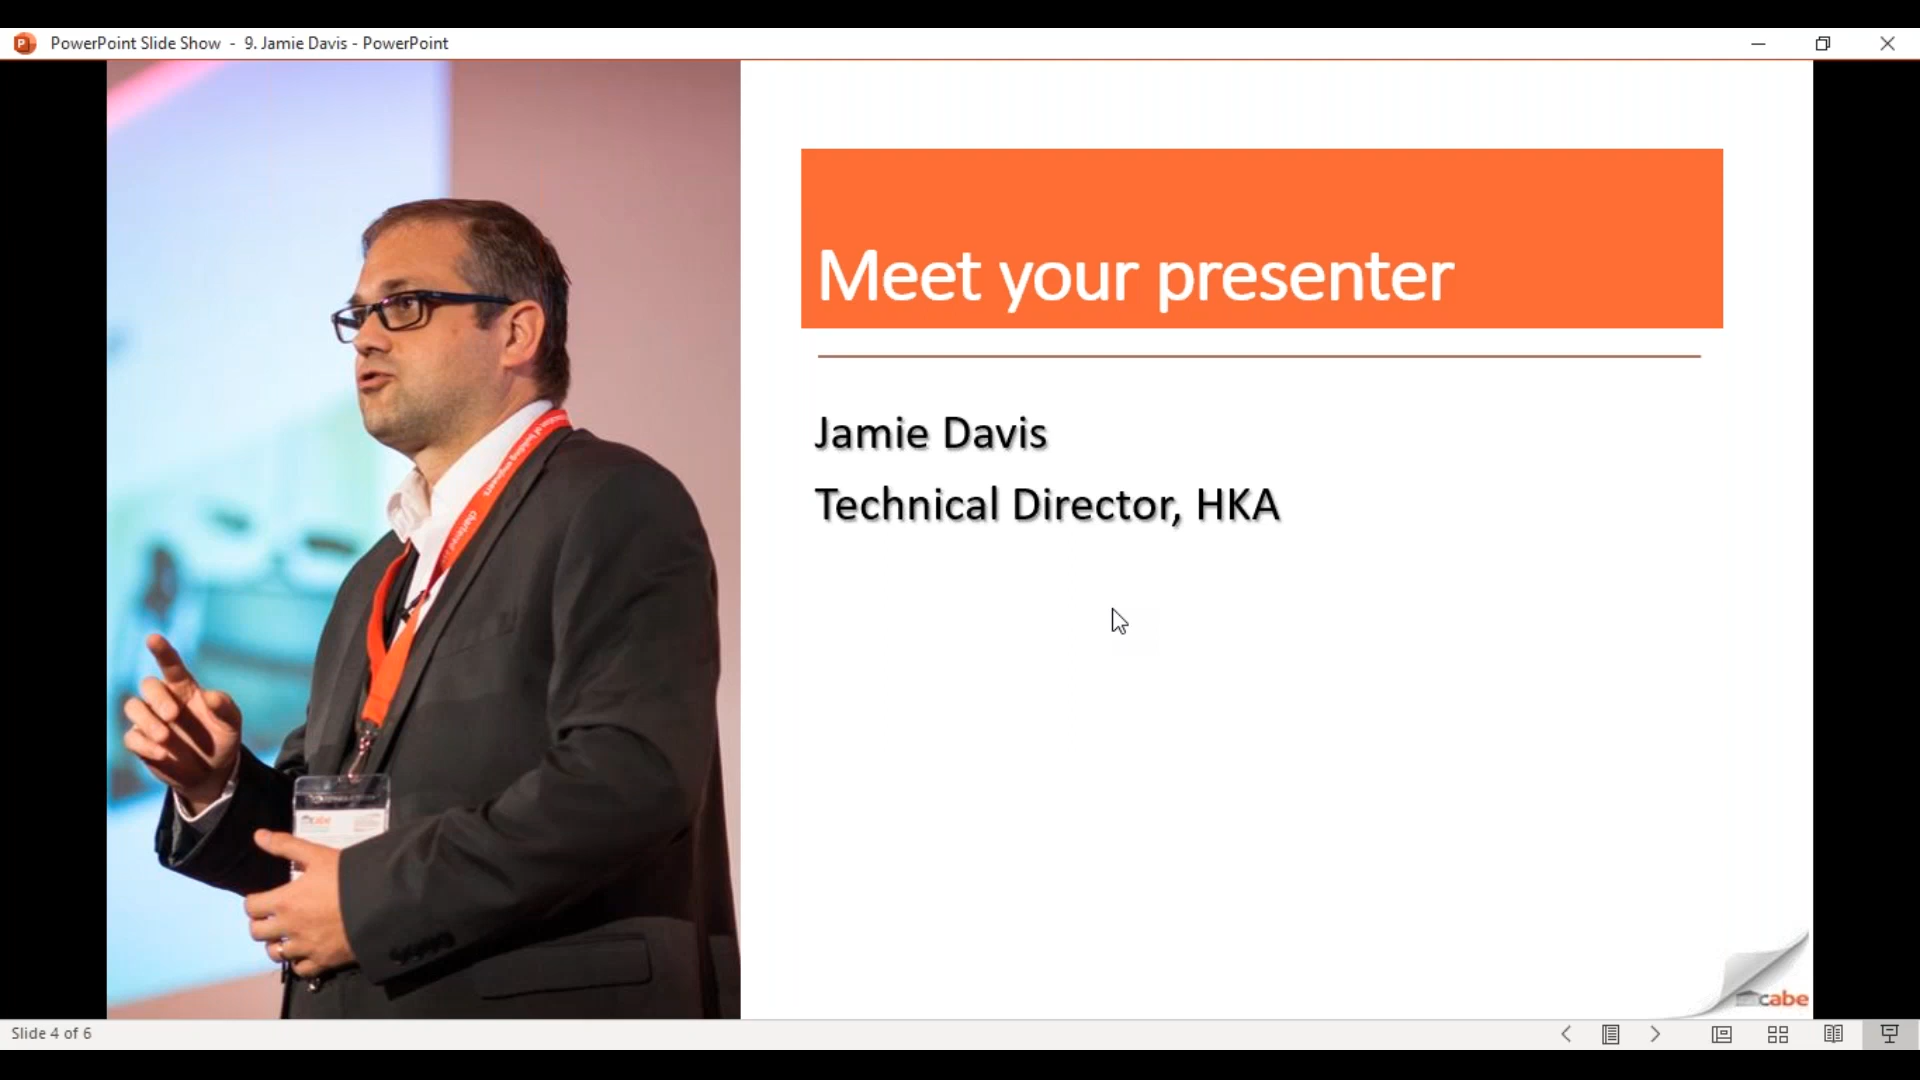 PowerPoint Slide Show - 9. Jamie Davis - PowerPoint
Meet your presenter
Jamie Davis
Technical Director, HKA
cabe
cabe
Slide 4 of 6